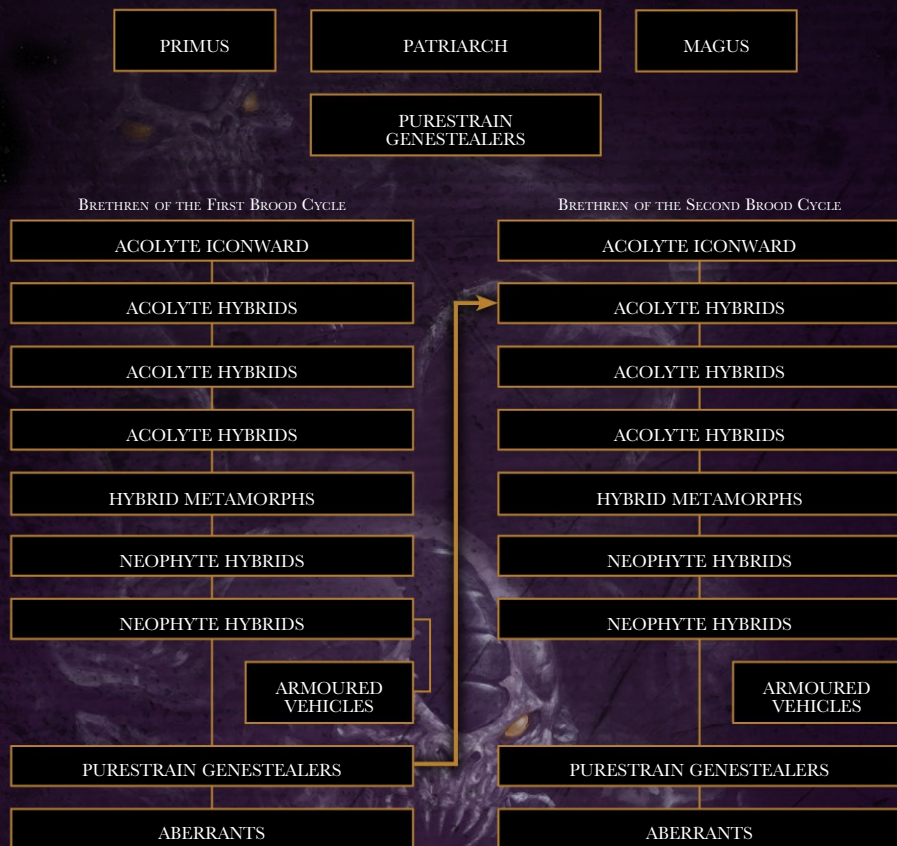 PRIMUS
PATRIARCH
MAGUS
PURESTRAIN
GENESTEALERS
Brethren of the First Brood Cycle
ACOLYTE ICONWARD
ACOLYTE HYBRIDS
ACOLYTE HYBRIDS
ACOLYTE HYBRIDS
HYBRID METAMORPHS
NEOPHYTE HYBRIDS
NEOPHYTE HYBRIDS
ARMOURED
VEHICLES
PURESTRAIN GENESTEALERS
ABERRANTS
Brethren of the Second Brood Cycle
ACOLYTE ICONWARD
ACOLYTE HYBRIDS
ACOLYTE HYBRIDS
ACOLYTE HYBRIDS
HYBRID METAMORPHS
NEOPHYTE HYBRIDS
NEOPHYTE HYBRIDS
ARMOURED
VEHICLES
PURESTRAIN GENESTEALERS
ABERRANTS